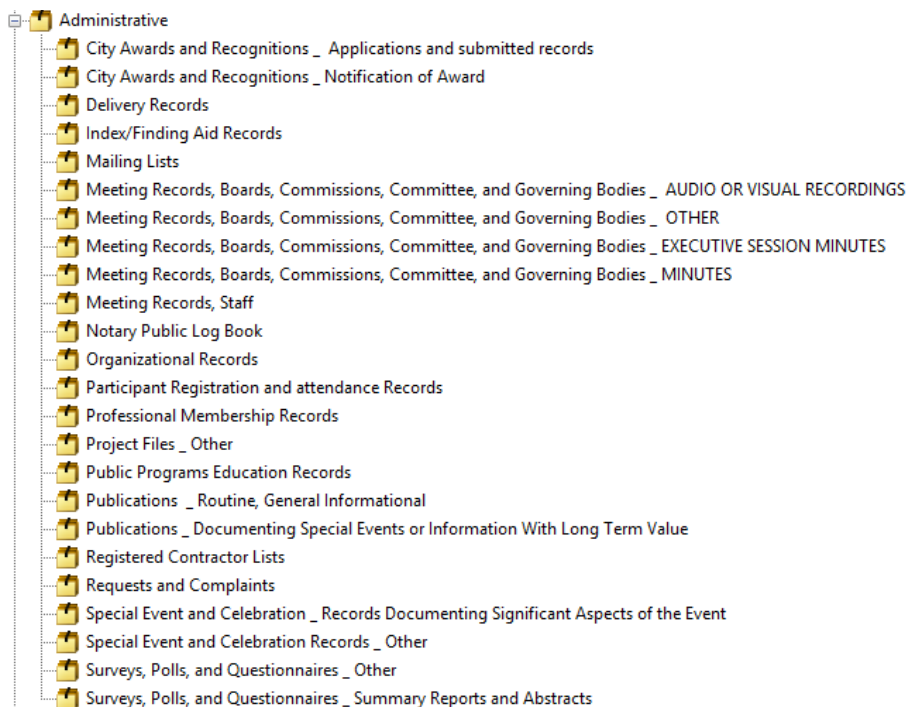 Administrative
City Awards and Recognitions _ Applications and submitted records
City Awards and Recognitions _ Notification of Award
Delivery Records
Index/Finding Aid Records
Mailing Lists
Meeting Records, Boards, Commissions, Committee, and Governing Bodies _ AUDIO OR VISUAL RECORDINGS
Meeting Records, Boards, Commissions, Committee, and Governing Bodies _ OTHER
Meeting Records, Boards, Commissions, Committee, and Governing Bodies _ EXECUTIVE SESSION MINUTES
Meeting Records, Boards, Commissions, Committee, and Governing Bodies _ MINUTES
Meeting Records, Staff
Notary Public Log Book
Organizational Records
Participant Registration and attendance Records
Professional Membership Records
Project Files _ Other
Public Programs Education Records
Publications _ Routine, General Informational
Publications _ Documenting Special Events or Information With Long Term Value
Registered Contractor Lists
Requests and Complaints
Special Event and Celebration _ Records Documenting Significant Aspects of the Event
Special Event and Celebration Records _ Other
Surveys, Polls, and Questionnaires _ Other
Surveys, Polls, and Questionnaires _ Summary Reports and Abstracts